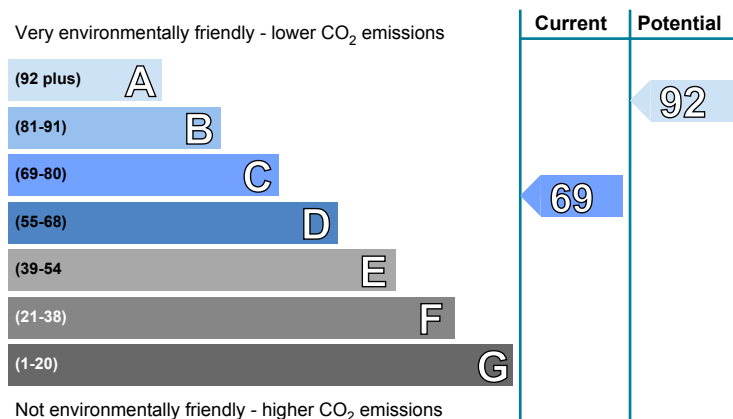 Current Potential
Very environmentally friendly - lower CO2 emissions
(92 plus) A
92
(81-91) B
(69-80) C
69
(55-68) D
(39-54 E
(21-38) F
(1-20) G
Not environmentally friendly - higher CO2 emissions